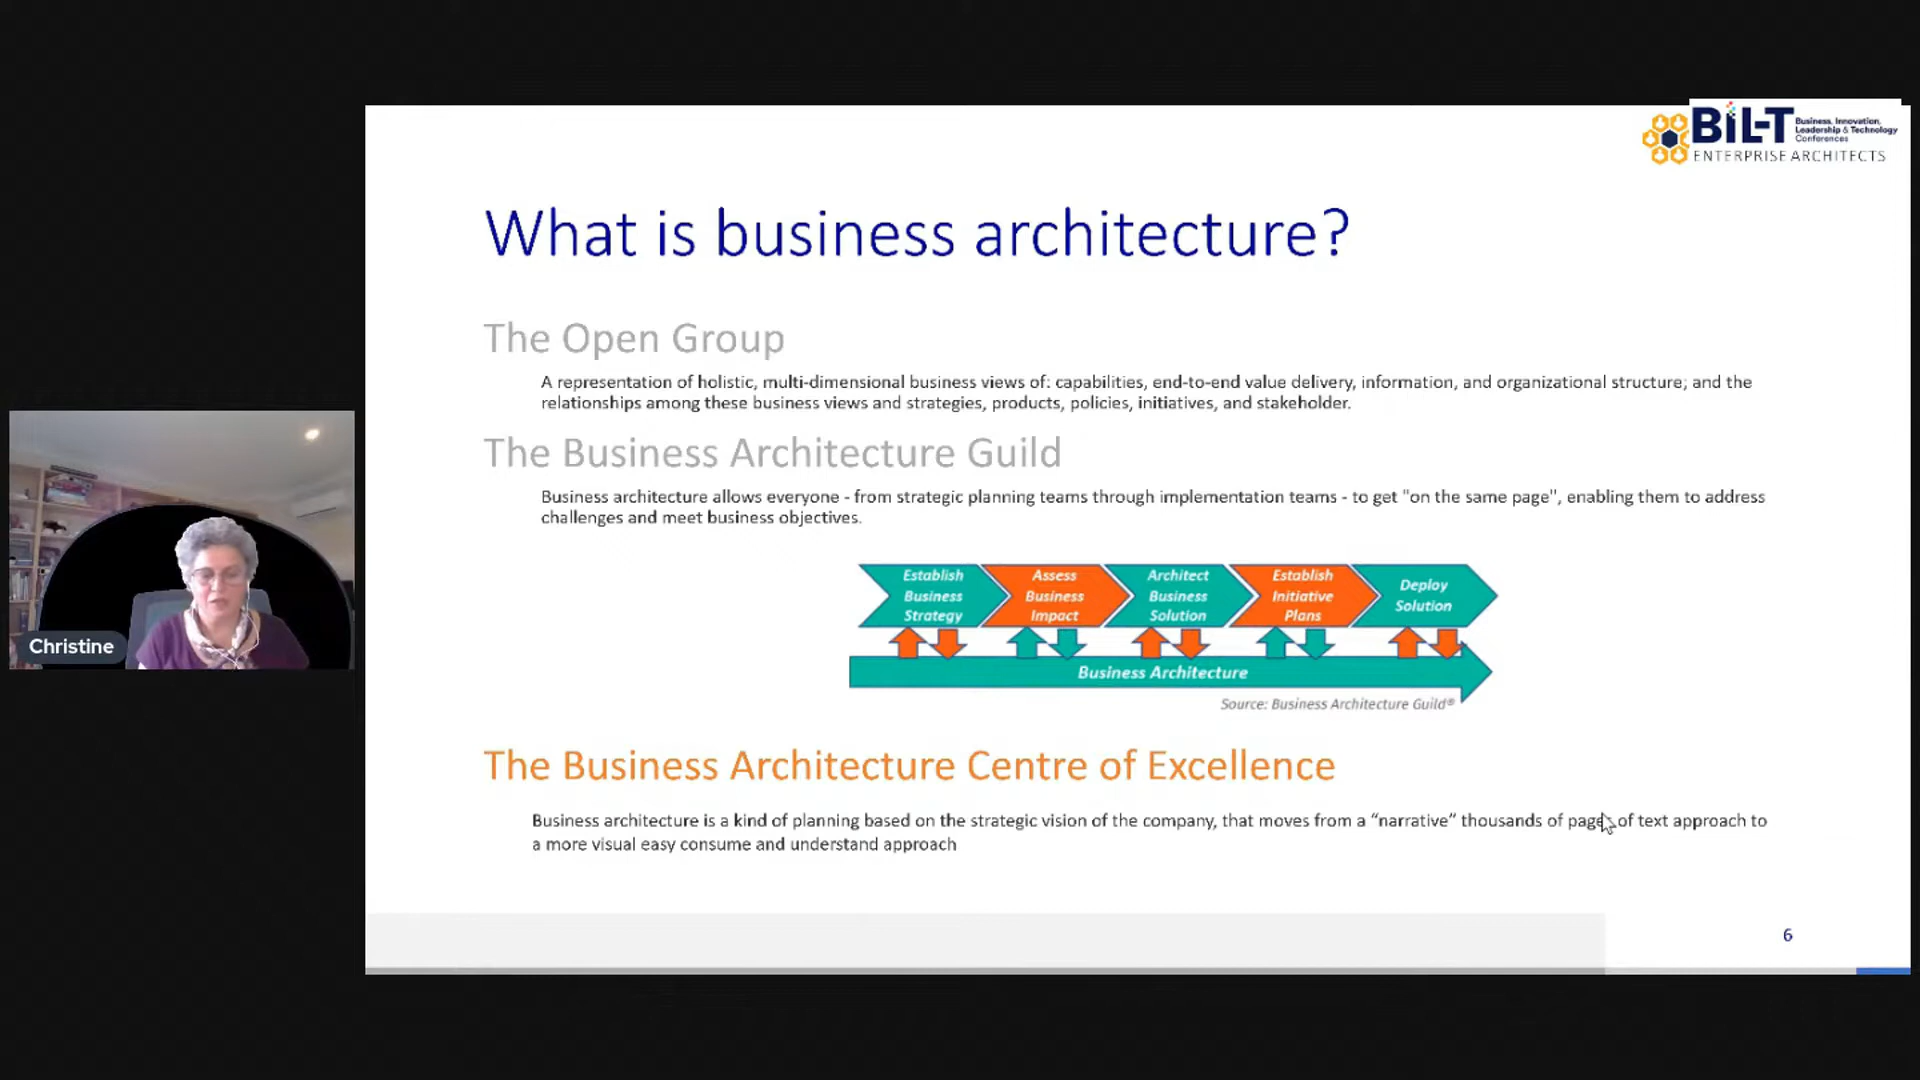 BiL-T Business, Innovation,
Leadership & Technology
Conferences
ENTERPRISE ARCHITECTS
What is business architecture?
The Open Group
A representation of holistic, multi-dimensional business views of: capabilities, end-to-end value delivery, information, and organizational structure; and the
relationships among these business views and strategies, products, policies, initiatives, and stakeholder.
The Business Architecture Guild
Business architecture allows everyone - from strategic planning teams through implementation teams - to get "on the same page", enabling them to address
challenges and meet business objectives.
Establish
Business
Strategy
Assess
Business
Impact
Architect
Business
Solution
Establish
Initiative
Plans
Deploy
Solution
Business Architecture
Source: Business Architecture Guild®
The Business Architecture Centre of Excellence
Business architecture is a kind of planning based on the strategic vision of the company, that moves from a “narrative” thousands of pages of text approach to
a more visual easy consume and understand approach
6
Christine